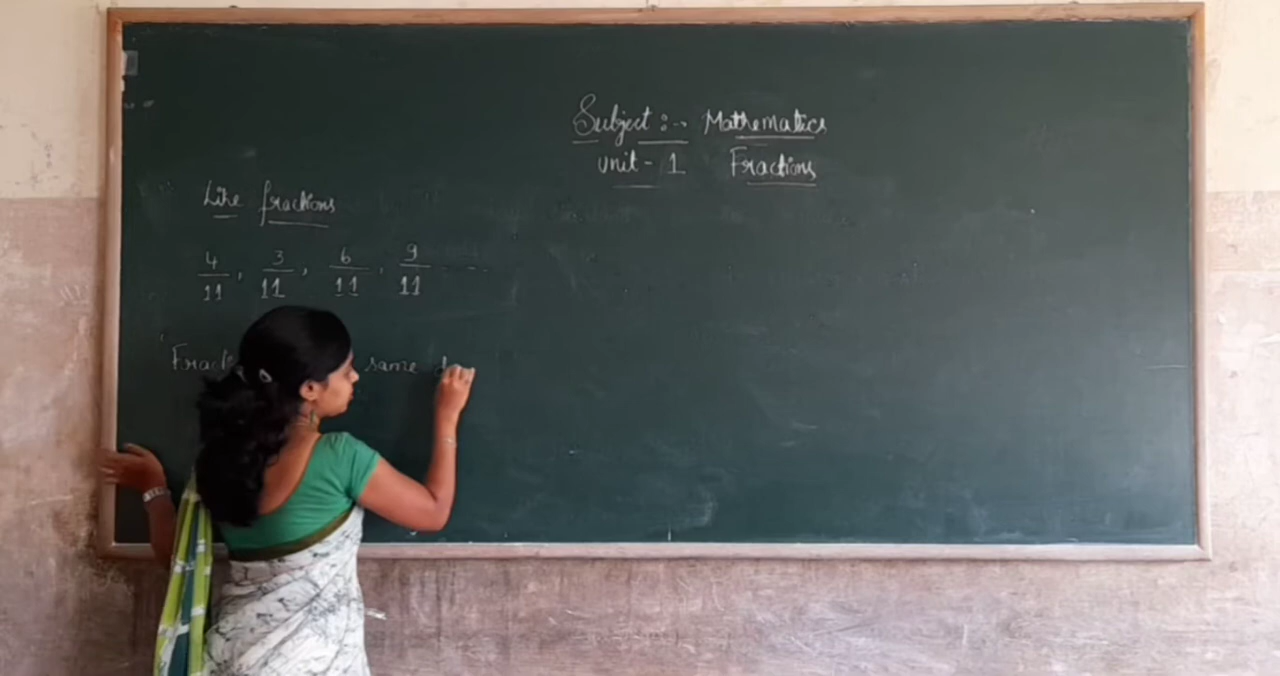 Subject :-- Mathematics
Unit - 1 Fractions
Like fractions
4/11, 3/11, 6/11, 9/11 ----
same